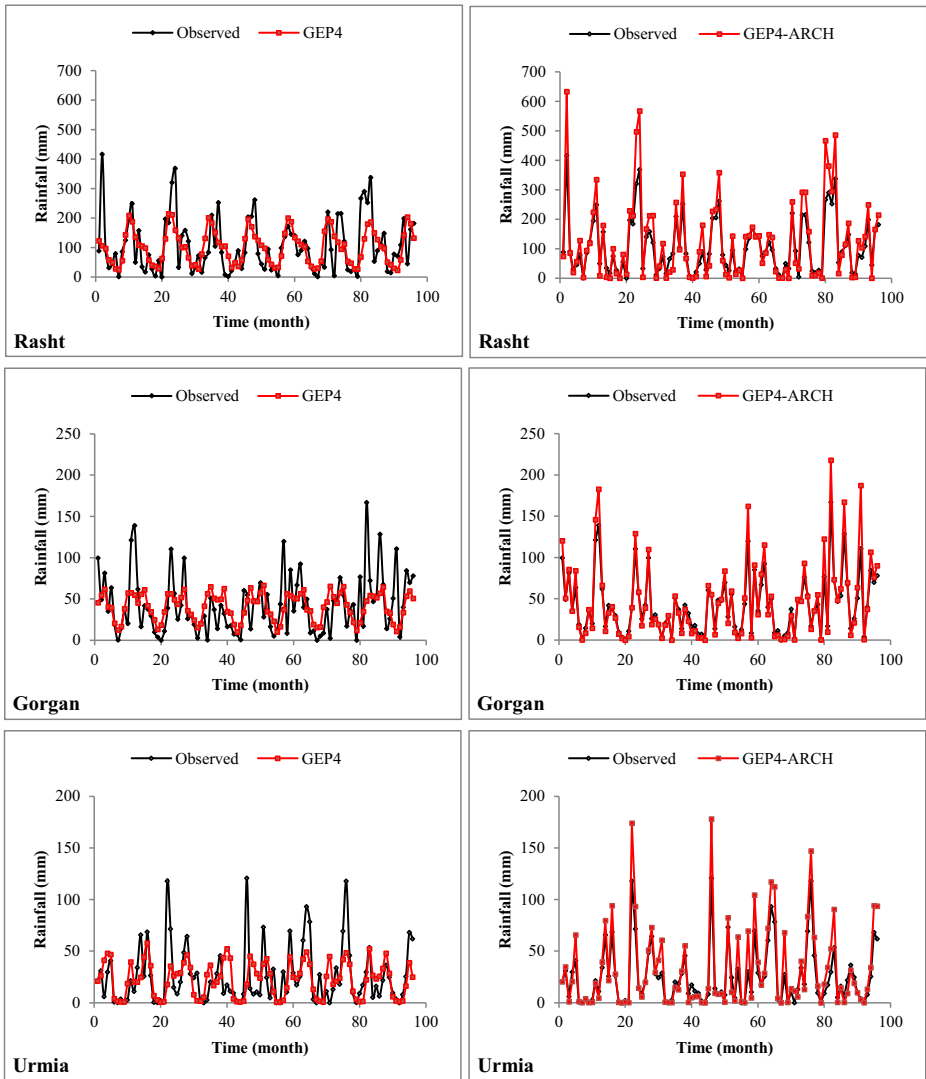 Observed GEP4
700
600
500
400
300
200
100
0
Rainfall (mm)
0 20 40 60 80 100
Time (month)
Rasht
Observed GEP4-ARCH
700
600
500
400
300
200
100
0
Rainfall (mm)
0 20 40 60 80 100
Time (month)
Rasht
Observed GEP4
250
200
150
100
50
0
Rainfall (mm)
0 20 40 60 80 100
Time (month)
Gorgan
Observed GEP4-ARCH
250
200
150
100
50
0
Rainfall (mm)
0 20 40 60 80 100
Time (month)
Gorgan
Observed GEP4
200
150
100
50
0
Rainfall (mm)
0 20 40 60 80 100
Time (month)
Urmia
Observed GEP4-ARCH
200
150
100
50
0
Rainfall (mm)
0 20 40 60 80 100
Time (month)
Urmia